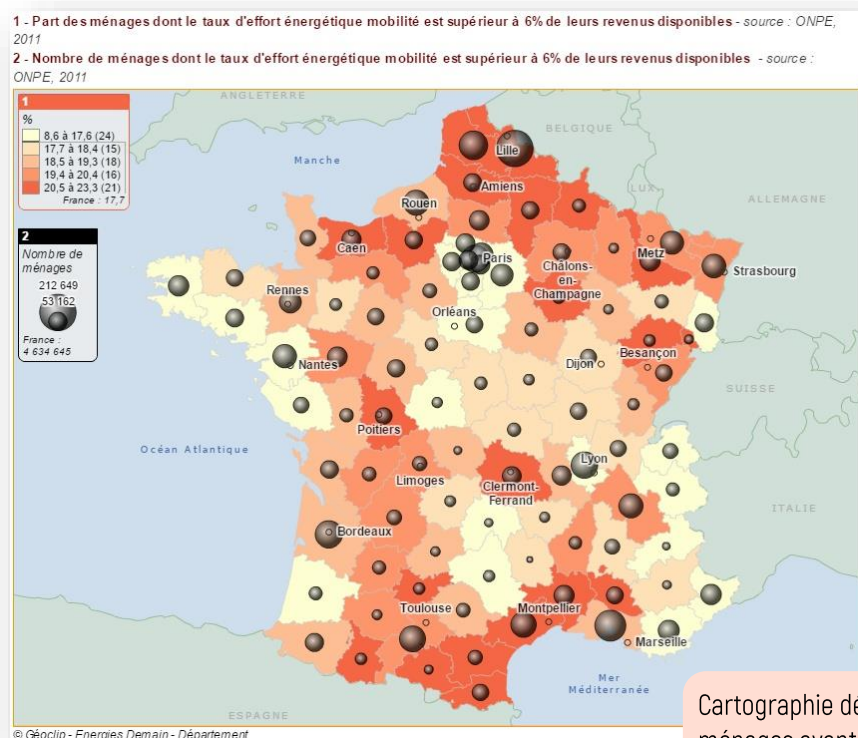 1 - Part des ménages dont le taux d'effort énergétique mobilité est supérieur à 6% de leurs revenus disponibles - source : ONPE,
2011
2 - Nombre de ménages dont le taux d'effort énergétique mobilité est supérieur à 6% de leurs revenus disponibles - source :
ONPE, 2011
1
%
8,6 à 17,6 (24)
17,7 à 18,4 (15)
18,5 à 19,3 (18)
19,4 à 20,4 (16)
20,5 à 23,3 (21)
France : 17,7
2
Nombre de
ménages
212 649
53 162
France :
4 634 645
ANGLETERRE
BELGIQUE
Manche
Lille
LUX.
Amiens
ALLEMAGNE
Rouen
Caen
Metz
Paris
Châlons-
en-
Champagne
Strasbourg
Rennes
Orléans
Nantes
Dijon
Besançon
SUISSE
Poitiers
Océan Atlantique
Limoges
Clermont-
Ferrand
Lyon
ITALIE
Bordeaux
Toulouse
Montpellier
Marseille
Mer
Méditerranée
ESPAGNE
Cartographie dé
ménages ayant
© Géoclip - Energies Demain - Département